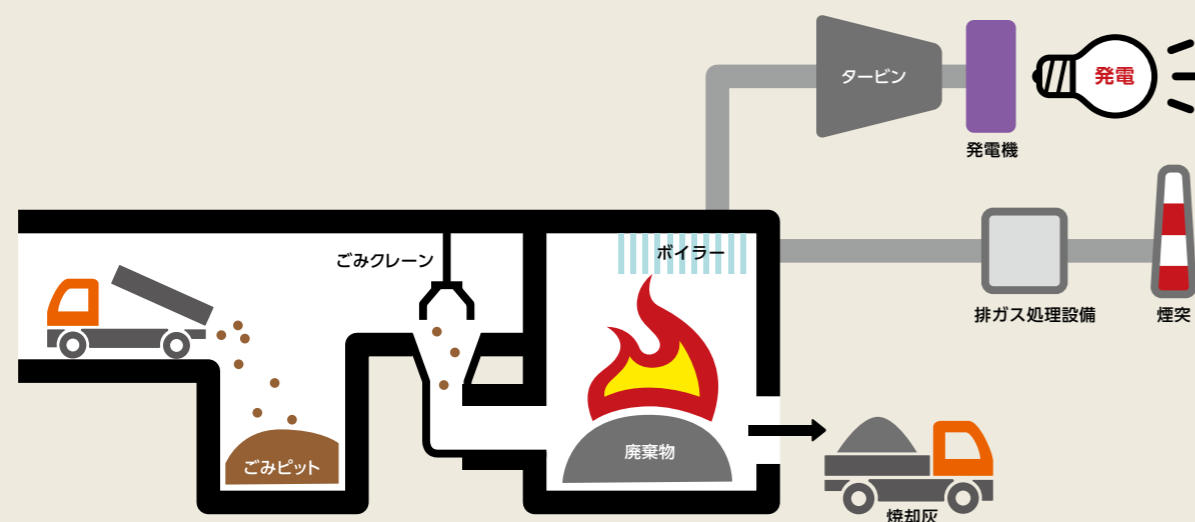 タービン
発電
発電機
ごみクレーン
ボイラー
排ガス処理設備
煙突
廃棄物
ごみピット
焼却灰